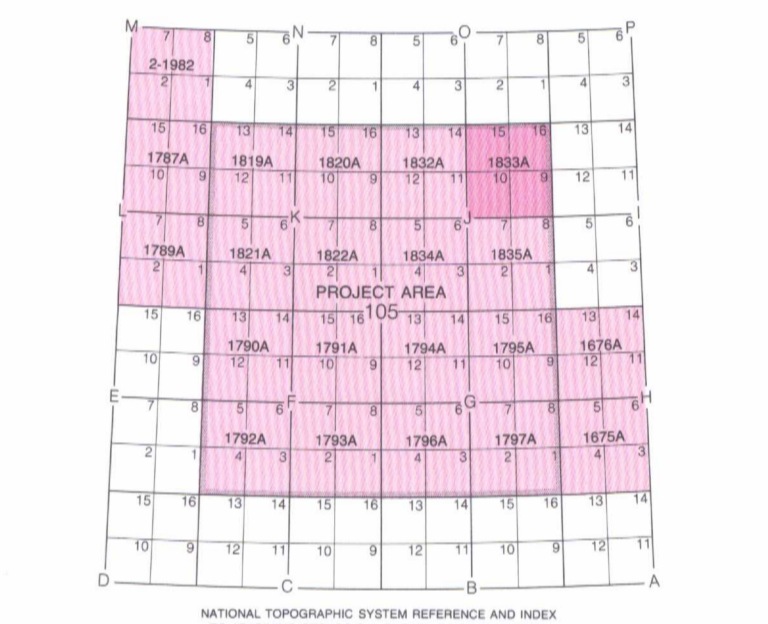 M N O P
7 8 5 6 7 8 5 6 7 8 5 6
2-1982
2 1 4 3 2 1 4 3 2 1 4 3
15 16 13 14 15 16 13 14 15 16 13 14
1787A 1819A 1820A 1832A 1833A
10 9 12 11 10 9 12 11 10 9 12 11
L K J I
7 8 5 6 7 8 5 6 7 8 5 6
1789A 1821A 1822A 1834A 1835A
2 1 4 3 2 1 4 3 2 1 4 3
PROJECT AREA
105
15 16 13 14 15 16 13 14 15 16 13 14
1790A 1791A 1794A 1795A 1676A
10 9 12 11 10 9 12 11 10 9 12 11
E F G H
7 8 5 6 7 8 5 6 7 8 5 6
1792A 1793A 1796A 1797A 1675A
2 1 4 3 2 1 4 3 2 1 4 3
15 16 13 14 15 16 13 14 15 16 13 14
10 9 12 11 10 9 12 11 10 9 12 11
D C B A
NATIONAL TOPOGRAPHIC SYSTEM REFERENCE AND INDEX